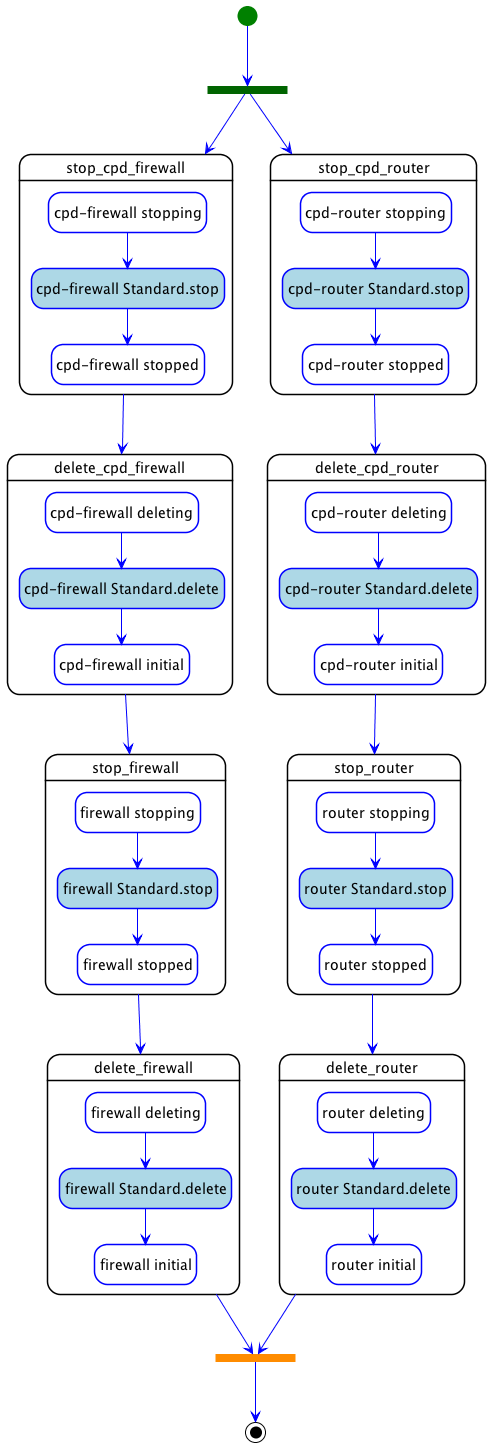 stop_cpd_firewall
cpd-firewall stopping
cpd-firewall Standard.stop
cpd-firewall stopped
stop_cpd_router
cpd-router stopping
cpd-router Standard.stop
cpd-router stopped
delete_cpd_firewall
cpd-firewall deleting
cpd-firewall Standard.delete
cpd-firewall initial
delete_cpd_router
cpd-router deleting
cpd-router Standard.delete
cpd-router initial
stop_firewall
firewall stopping
firewall Standard.stop
firewall stopped
stop_router
router stopping
router Standard.stop
router stopped
delete_firewall
firewall deleting
firewall Standard.delete
firewall initial
delete_router
router deleting
router Standard.delete
router initial